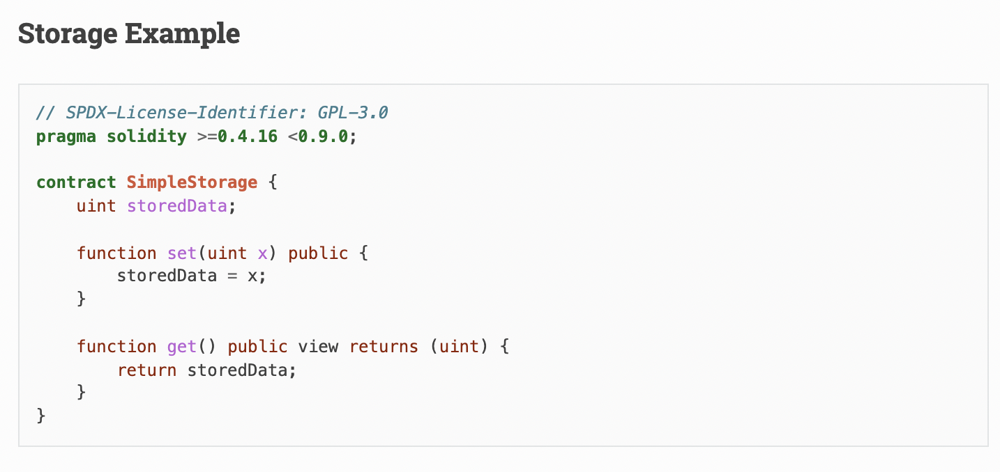 Storage Example
// SPDX-License-Identifier: GPL-3.0
pragma solidity >=0.4.16 <0.9.0;
contract SimpleStorage {
    uint storedData;
    function set(uint x) public {
        storedData = x;
    }
    function get() public view returns (uint) {
        return storedData;
    }
}